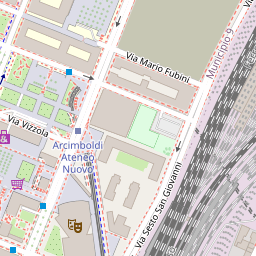 Via Mario Fubini
Municipio 9
Via Vizzola
Arcimboldi
Ateneo
Nuovo
Via Sesto San Giovanni